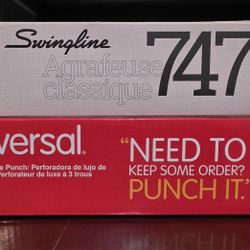 Swingline
747
Agrafeuse
classique
versal®
e Punch/Perforadora de lujo de
Perforateur de luxe à 3 trous
"NEED TO
KEEP SOME ORDER?
PUNCH IT."